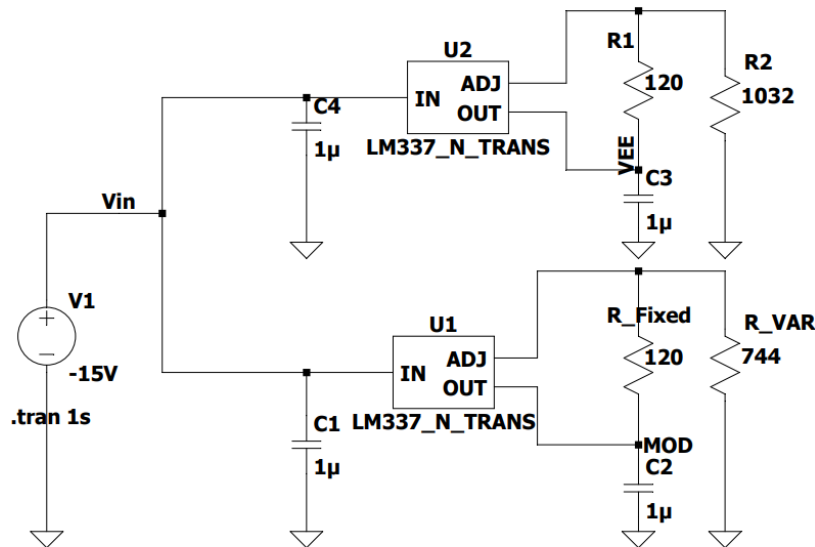 U2
ADJ
IN
OUT
LM337_N_TRANS
C4
1µ
R1
120
R2
1032
VEE
C3
1µ
Vin
V1
-15V
.tran 1s
U1
ADJ
IN
OUT
LM337_N_TRANS
C1
1µ
R_Fixed
120
R_VAR
744
MOD
C2
1µ